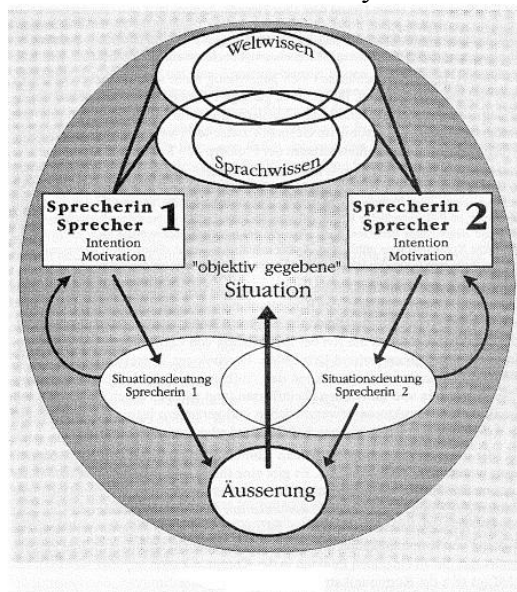 Weltwissen
Sprachwissen
Sprecherin
Sprecher 1
Intention
Motivation
Sprecherin
Sprecher 2
Intention
Motivation
"objektiv gegebene"
Situation
Situationsdeutung
Sprecherin 1
Situationsdeutung
Sprecherin 2
Äusserung